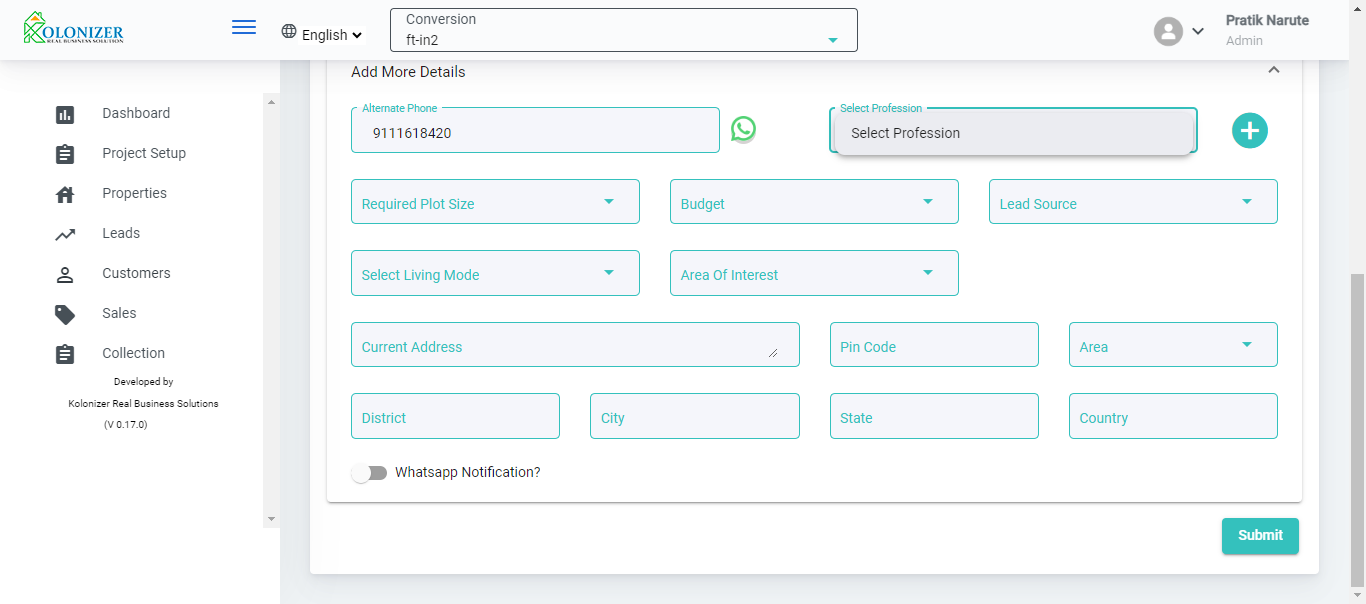 KOLONIZER
REAL BUSINESS SOLUTION
English
Conversion
ft-in2
Pratik Narute
Admin
Dashboard
Project Setup
Properties
Leads
Customers
Sales
Collection
Developed by
Kolonizer Real Business Solutions
(V 0.17.0)
Add More Details
Alternate Phone
9111618420
Select Profession
Select Profession
Required Plot Size
Budget
Lead Source
Select Living Mode
Area Of Interest
Current Address
Pin Code
Area
District
City
State
Country
Whatsapp Notification?
Submit